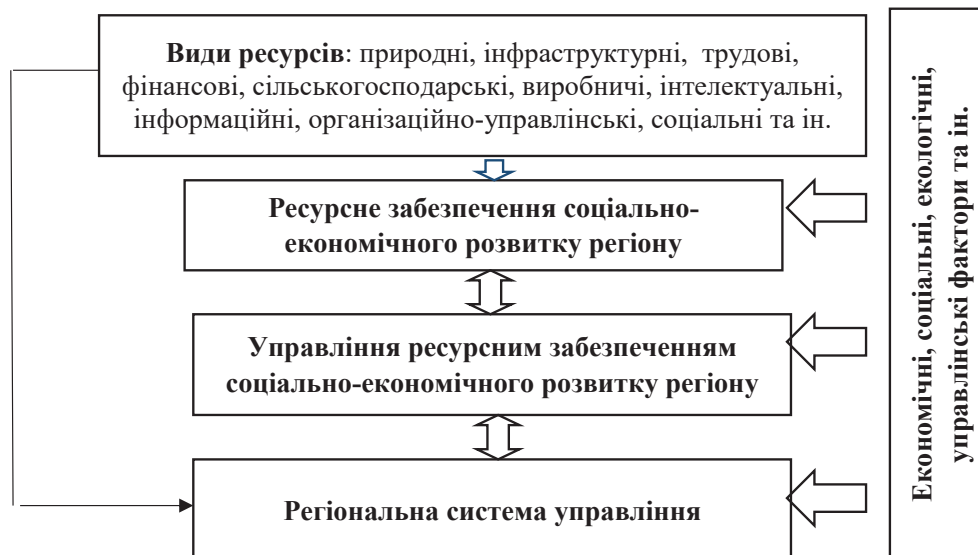 Види ресурсів: природні, інфраструктурні, трудові,
фінансові, сільськогосподарські, виробничі, інтелектуальні,
інформаційні, організаційно-управлінські, соціальні та ін.
Ресурсне забезпечення соціально-
економічного розвитку регіону
Управління ресурсним забезпеченням
соціально-економічного розвитку регіону
Регіональна система управління
Економічні, соціальні, екологічні,
управлінські фактори та ін.